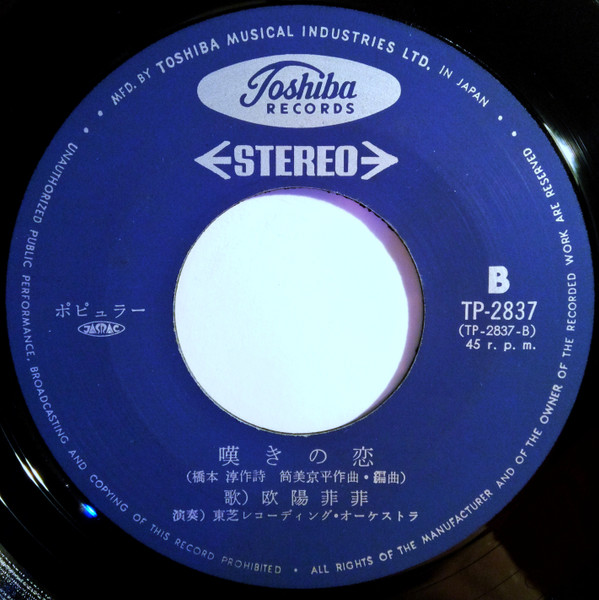 MFD. BY TOSHIBA MUSICAL INDUSTRIES LTD. IN JAPAN
Toshiba
RECORDS
STEREO
B
TP-2837
(TP-2837-B)
45 r. p. m.
ポピュラー
JASRAC
嘆きの恋
(橋本 淳作詩 筒美京平作曲・編曲)
歌) 欧陽菲菲
演奏) 東芝レコーディング・オーケストラ
UNAUTHORIZED PUBLIC PERFORMANCE, BROADCASTING AND COPYING OF THIS RECORD PROHIBITED • ALL RIGHTS OF THE MANUFACTURER AND OF THE OWNER OF THE RECORDED WORK ARE RESERVED